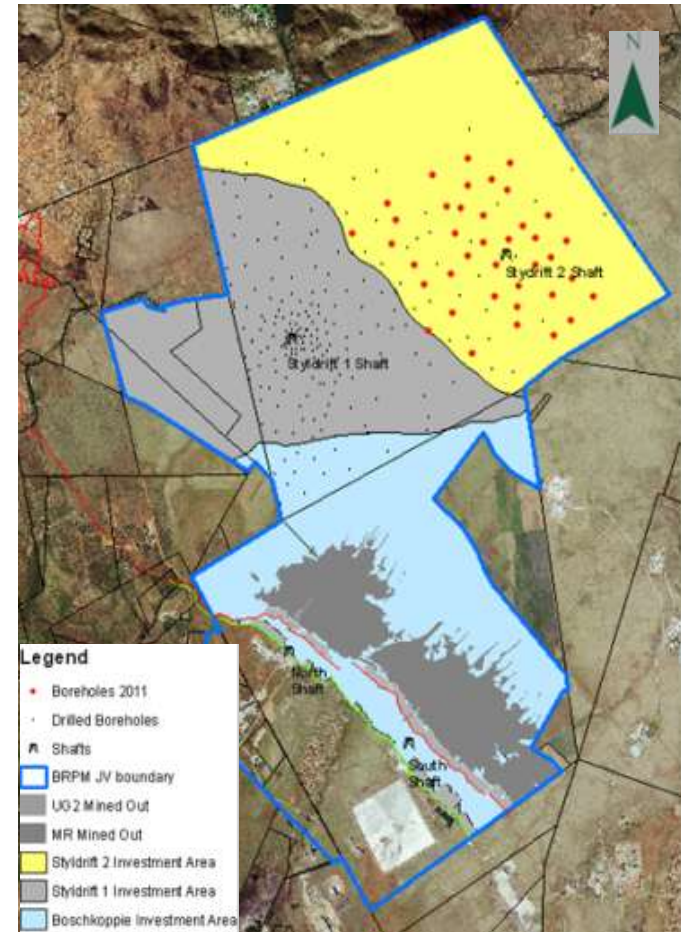 N
Stydrift 2 Shaft
Styldrift 1 Shaft
North
Shaft
South
Shaft
Legend
Boreholes 2011
Drilled Boreholes
Shafts
BRPM JV boundary
UG2 Mined Out
MR Mined Out
Styldrift 2 Investment Area
Styldrift 1 Investment Area
Boschkoppie Investment Area